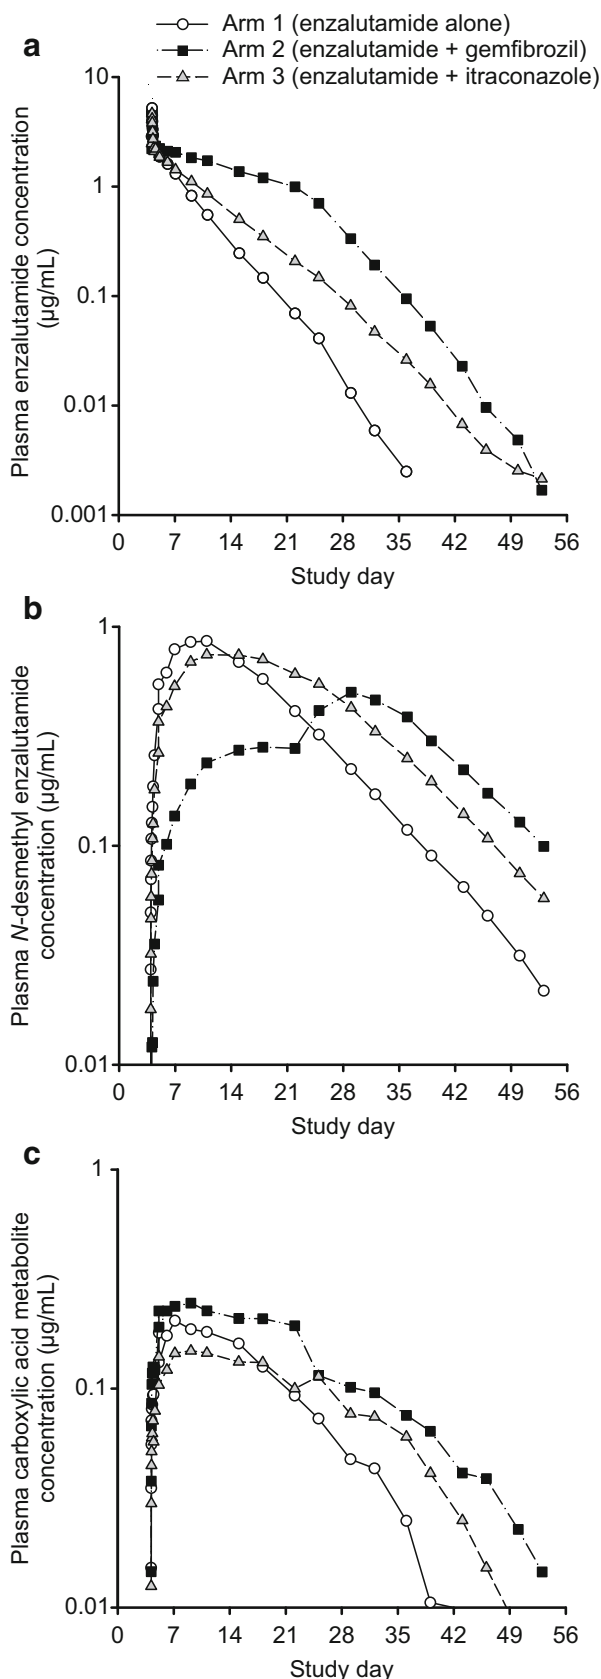 Arm 1 (enzalutamide alone)
Arm 2 (enzalutamide + gemfibrozil)
Arm 3 (enzalutamide + itraconazole)
a
Plasma enzalutamide concentration
(μg/mL)
10
1
0.1
0.01
0.001
0 7 14 21 28 35 42 49 56
Study day
b
Plasma N-desmethyl enzalutamide
concentration (μg/mL)
1
0.1
0.01
0 7 14 21 28 35 42 49 56
Study day
c
Plasma carboxylic acid metabolite
concentration (μg/mL)
1
0.1
0.01
0 7 14 21 28 35 42 49 56
Study day